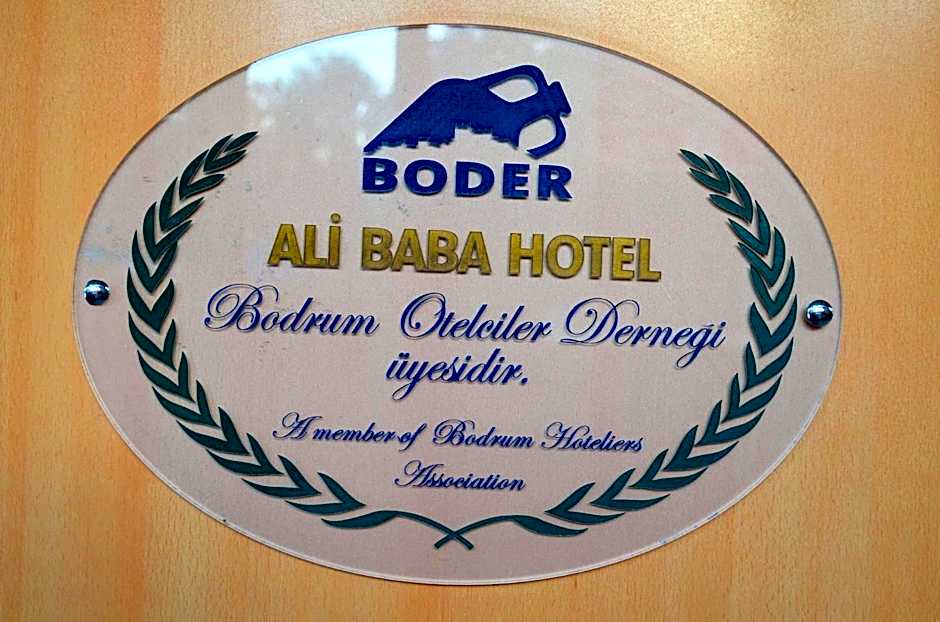 BODER
ALİ BABA HOTEL
Bodrum Otelciler Derneği
üyesidir.
A member of Bodrum Hoteliers
Association